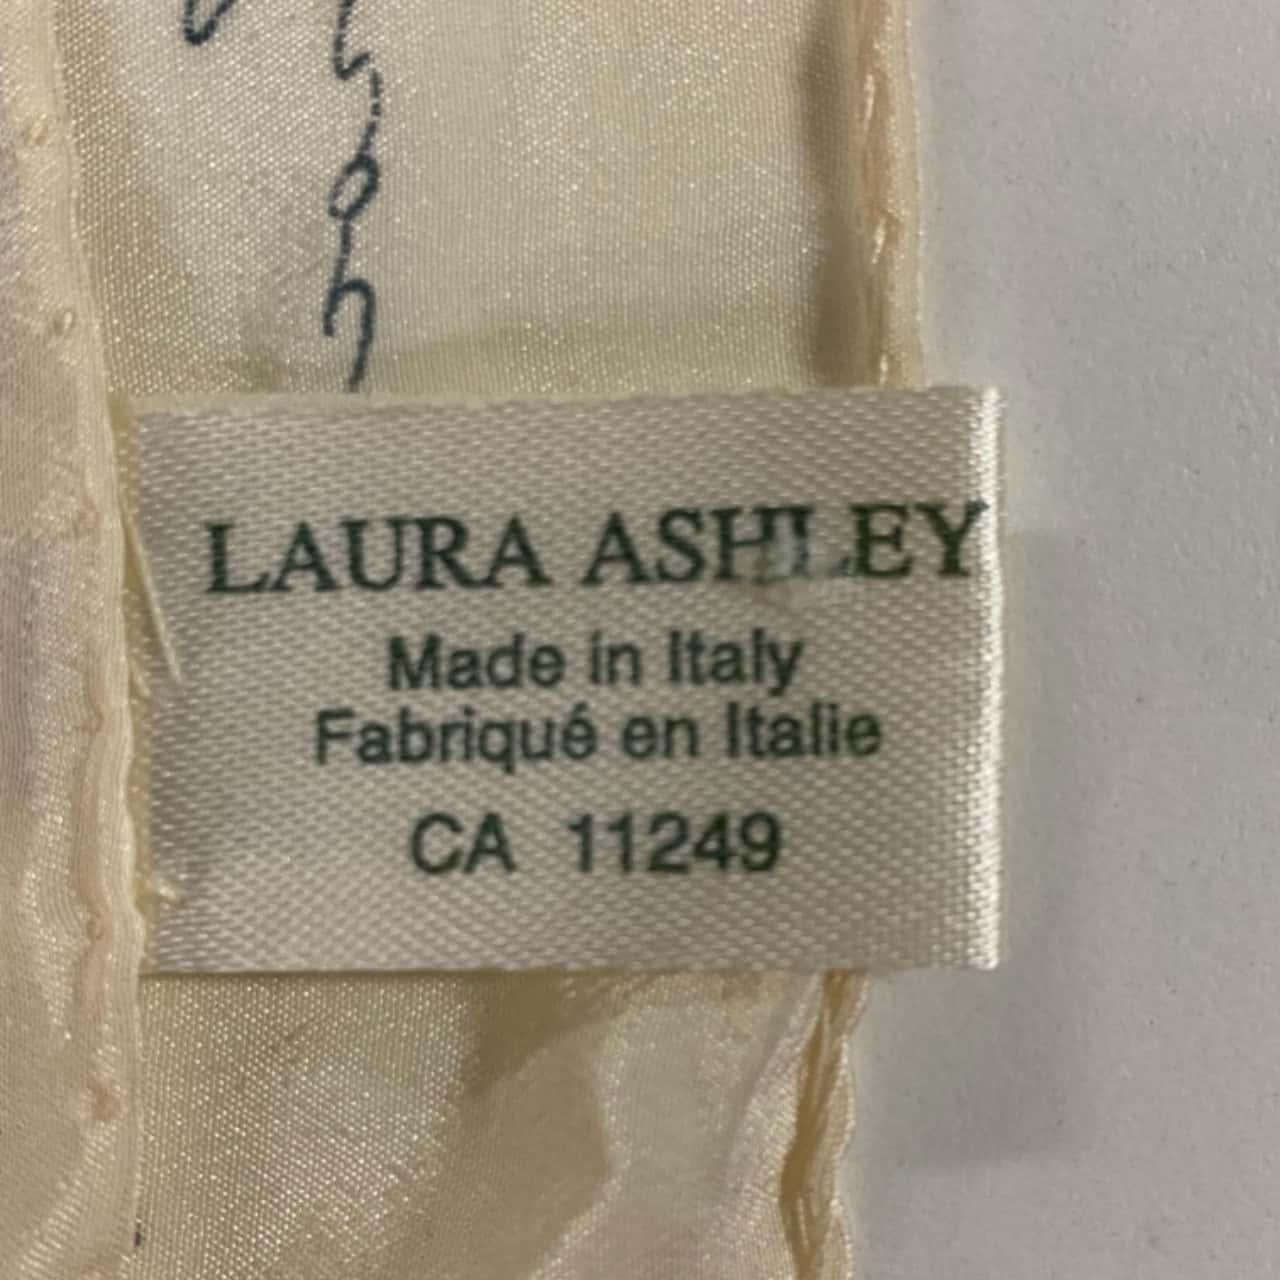 LAURA ASHLEY
Made in Italy
Fabriqué en Italie
CA 11249